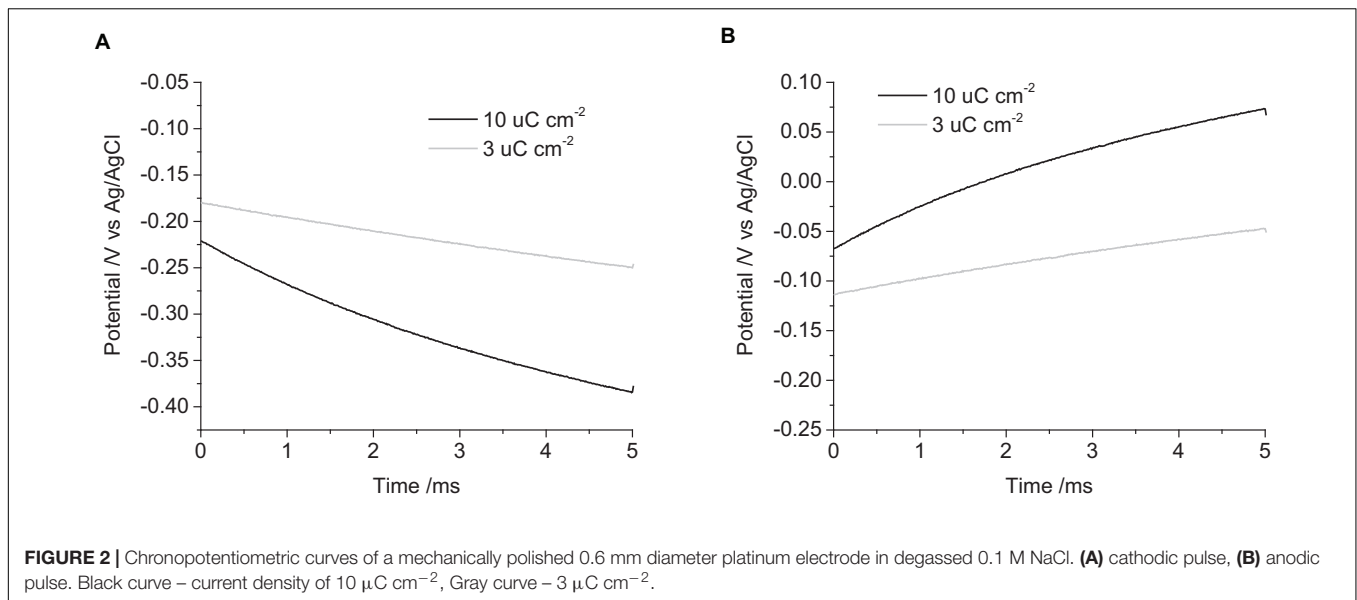 A
-0.05
-0.10
-0.15
-0.20
-0.25
-0.30
-0.35
-0.40
Potential /V vs Ag/AgCl
10 uC cm-2
3 uC cm-2
0 1 2 3 4 5
Time /ms
B
0.10
0.05
0.00
-0.05
-0.10
-0.15
-0.20
-0.25
Potential /V vs Ag/AgCl
10 uC cm-2
3 uC cm-2
0 1 2 3 4 5
Time /ms
FIGURE 2 | Chronopotentiometric curves of a mechanically polished 0.6 mm diameter platinum electrode in degassed 0.1 M NaCl. (A) cathodic pulse, (B) anodic
pulse. Black curve – current density of 10 μC cm−2, Gray curve – 3 μC cm−2.